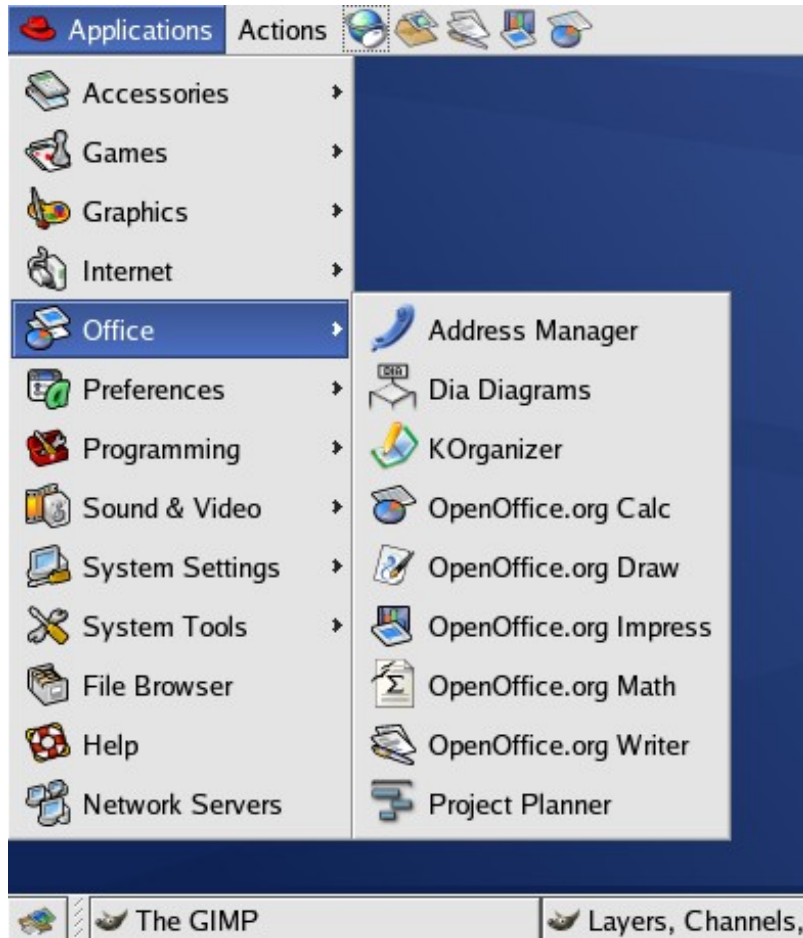 Applications Actions
Accessories
Games
Graphics
Internet
Office
Preferences
Programming
Sound & Video
System Settings
System Tools
File Browser
Help
Network Servers
Address Manager
DIA
Dia Diagrams
KOrganizer
OpenOffice.org Calc
OpenOffice.org Draw
OpenOffice.org Impress
OpenOffice.org Math
OpenOffice.org Writer
Project Planner
The GIMP
Layers, Channels,